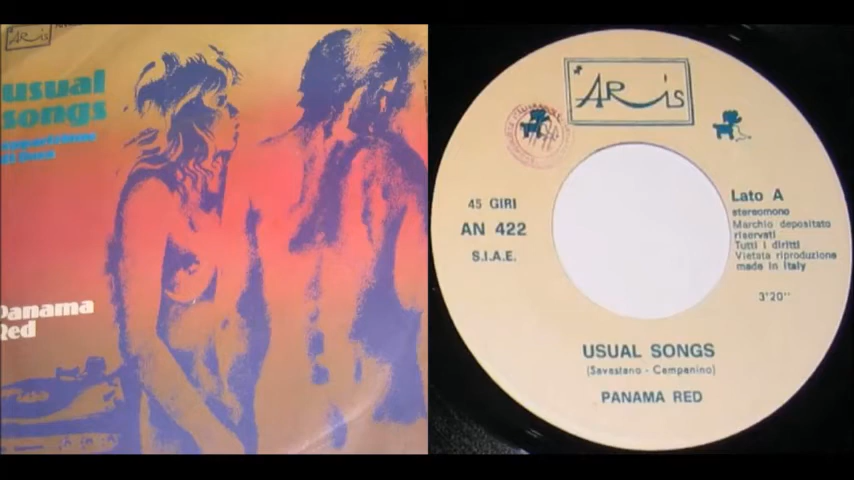 ARIS
usual
songs
Panama
Red
ARIS
45 GIRI
AN 422
S.I.A.E.
Lato A
stereomono
Marchio depositato
riservati
Tutti i diritti
Vietata riproduzione
made in Italy
3'20''
USUAL SONGS
(Savastano - Campanino)
PANAMA RED